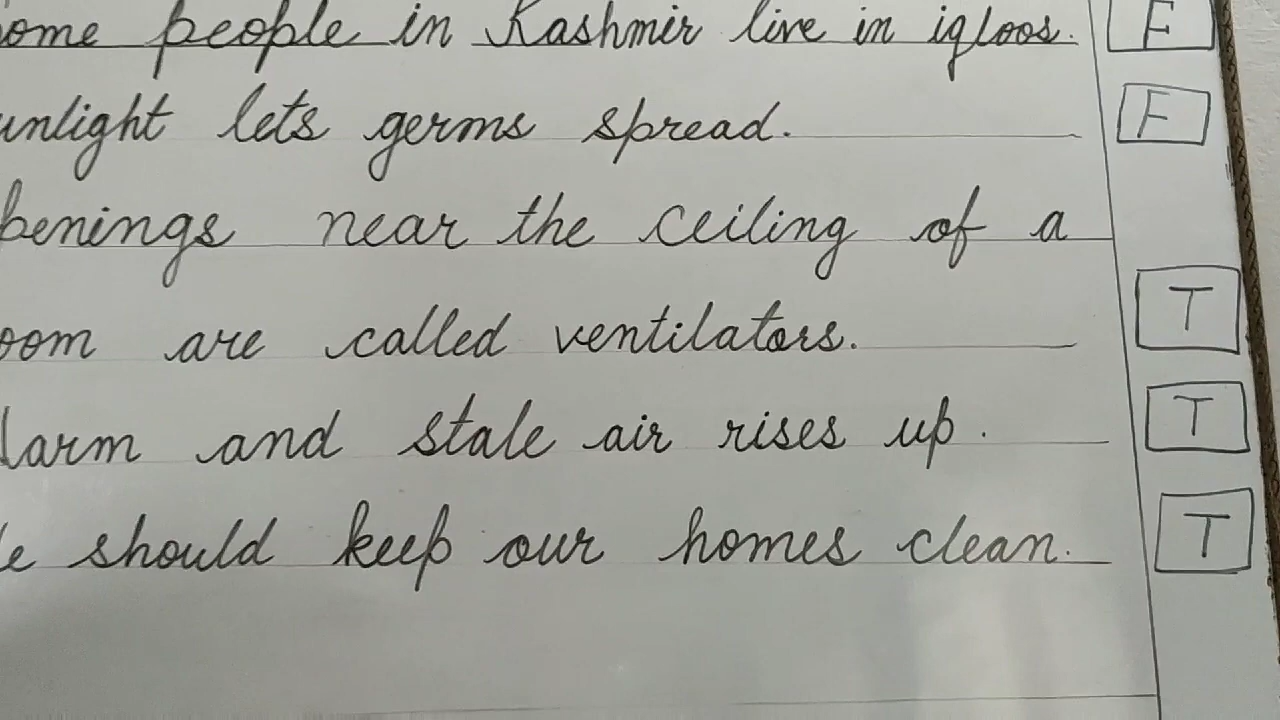 ome people in Kashmir live in igloos. F
unlight lets germs spread. F
penings near the ceiling of a
oom are called ventilators. T
arm and stale air rises up. T
e should keep our homes clean. T